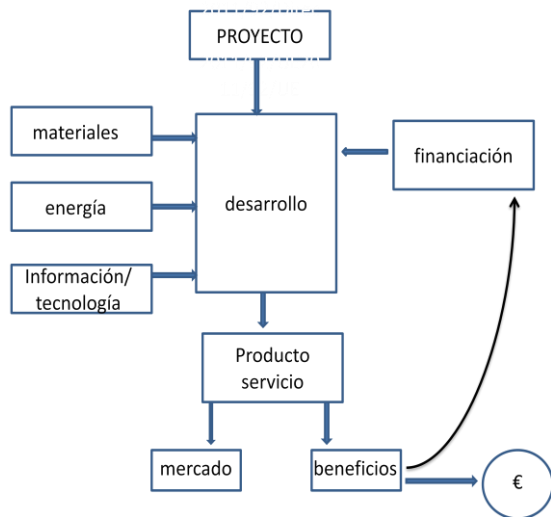 PROYECTO
materiales
financiación
energía
desarrollo
Información/
tecnología
Producto
servicio
mercado
beneficios
€